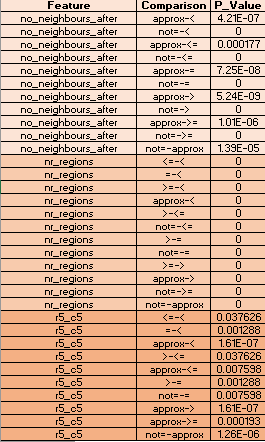 Feature Comparison P_Value
no_neighbours_after approx-< 4.21E-07
no_neighbours_after not=-< 0
no_neighbours_after approx-<= 0.000177
no_neighbours_after not=-<= 0
no_neighbours_after approx-= 7.25E-08
no_neighbours_after not=-= 0
no_neighbours_after approx-> 5.24E-09
no_neighbours_after not=-> 0
no_neighbours_after approx->= 1.01E-06
no_neighbours_after not=->= 0
no_neighbours_after not=-approx 1.39E-05
nr_regions <=-< 0
nr_regions =-< 0
nr_regions >=-< 0
nr_regions approx-< 0
nr_regions >-<= 0
nr_regions not=-<= 0
nr_regions >-= 0
nr_regions not=-= 0
nr_regions >=-> 0
nr_regions approx-> 0
nr_regions not=->= 0
nr_regions not=-approx 0
r5_c5 <=-< 0.037626
r5_c5 =-< 0.001288
r5_c5 approx-< 1.61E-07
r5_c5 >-<= 0.037626
r5_c5 approx-<= 0.007598
r5_c5 >-= 0.001288
r5_c5 not=-= 0.007598
r5_c5 approx-> 1.61E-07
r5_c5 approx->= 0.000193
r5_c5 not=-approx 1.26E-06